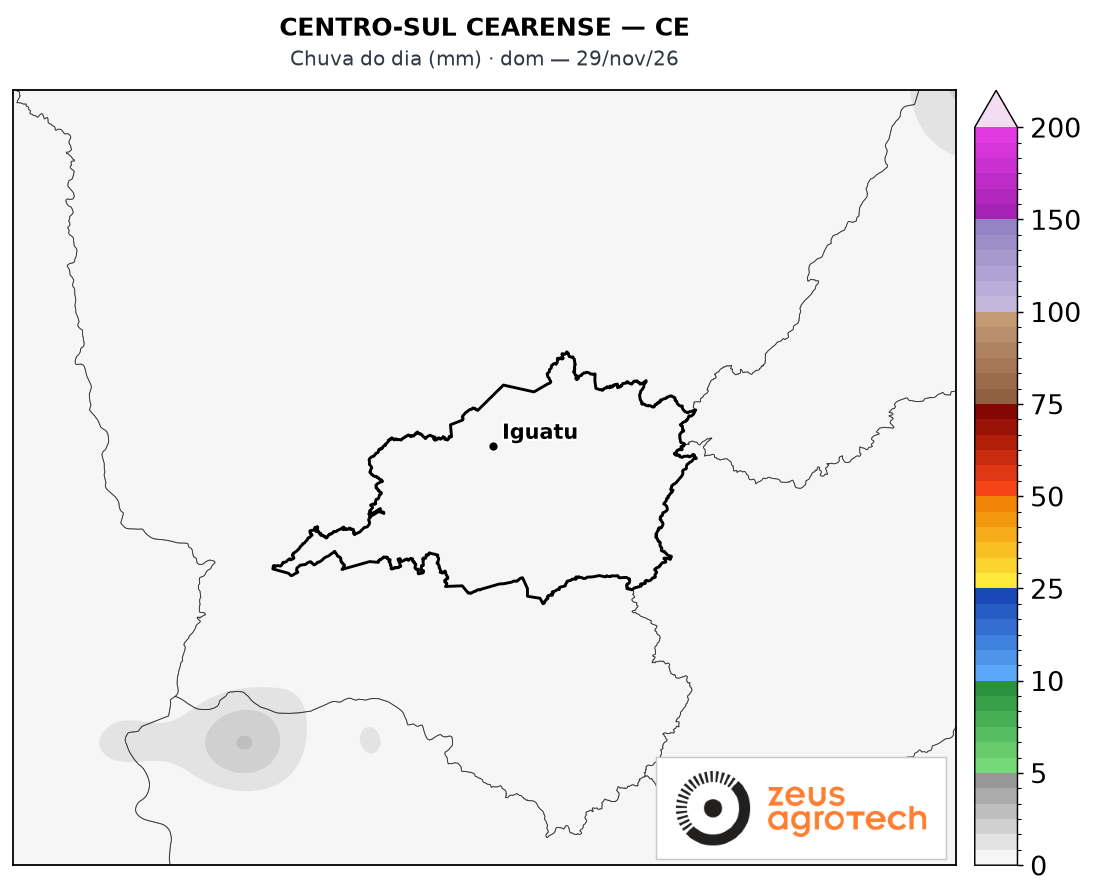 CENTRO-SUL CEARENSE — CE
Chuva do dia (mm) · dom — 29/nov/26
200
150
100
75
50
25
10
5
0
Iguatu
zeus
agrotech